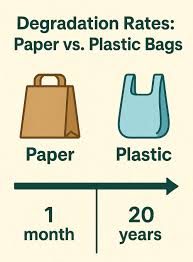 Degradation Rates:
Paper vs. Plastic Bags
Paper
Plastic
1
month
20
years